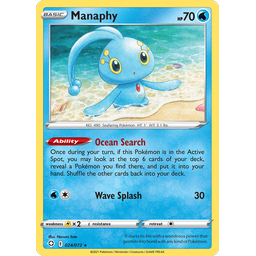 BASIC Manaphy HP 70
NO. 490 Seafaring Pokémon HT: 1' WT: 3.1 lbs.
Ability Ocean Search
Once during your turn, if this Pokémon is in the Active
Spot, you may look at the top 6 cards of your deck,
reveal a Pokémon you find there, and put it into your
hand. Shuffle the other cards back into your deck.
Wave Splash 30
weakness ×2 resistance retreat
024/072
©2021 Pokémon / Nintendo / Creatures / GAME FREAK